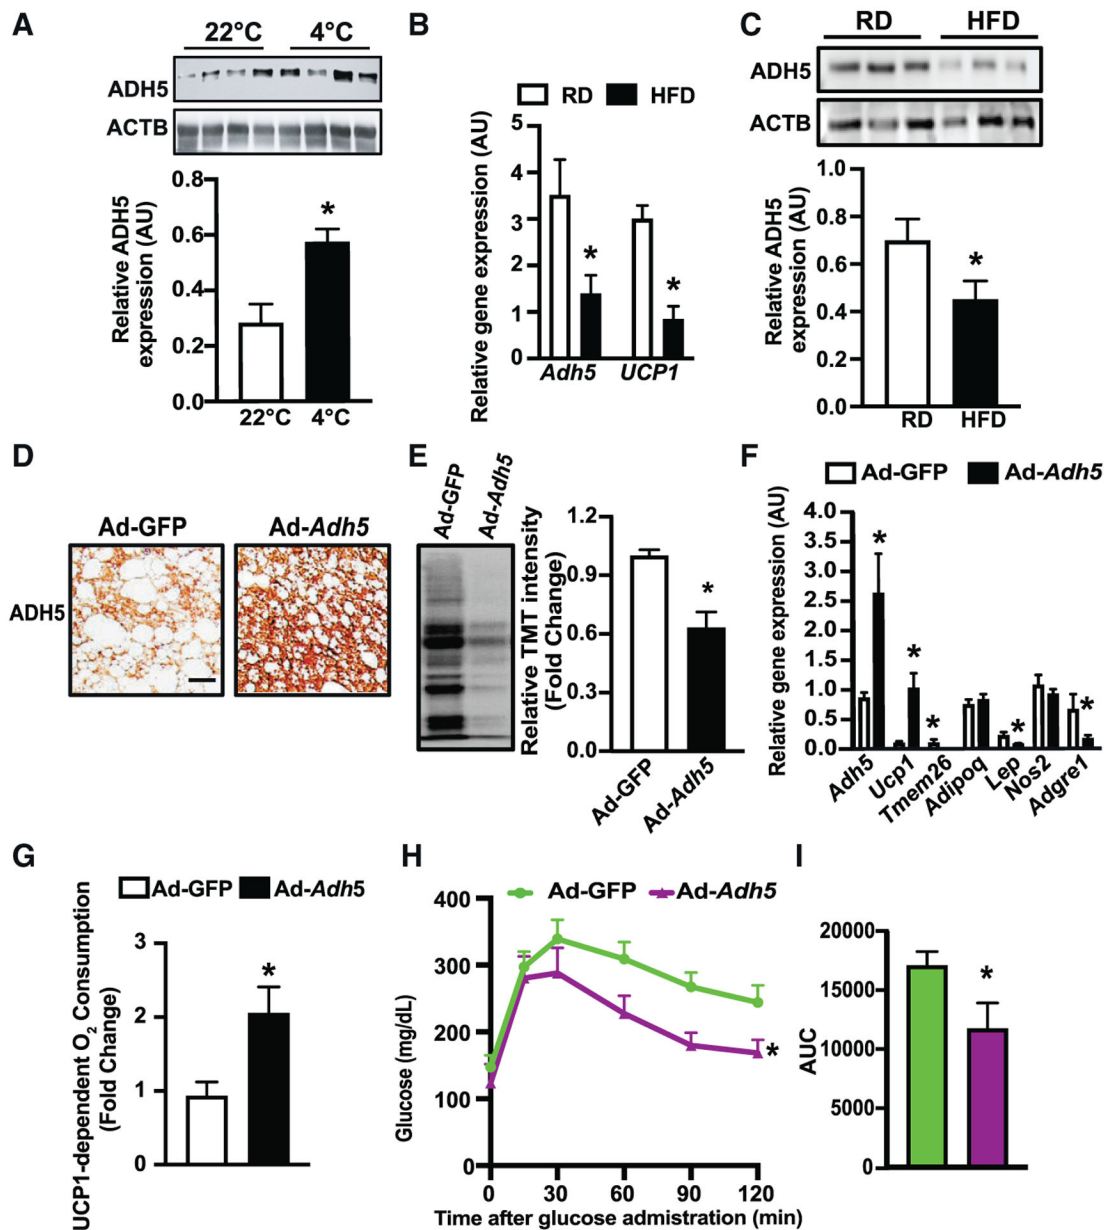 A
22°C 4°C
ADH5
ACTB
Relative ADH5
expression (AU)
0.8
0.6
0.4
0.2
0.0
*
22°C 4°C
B
RD HFD
Relative gene expression (AU)
5
4
3
2
1
0
* *
Adh5 UCP1
C
RD HFD
ADH5
ACTB
Relative ADH5
expression (AU)
1.0
0.8
0.6
0.4
0.2
0.0
*
RD HFD
D
Ad-GFP Ad-Adh5
ADH5
E
Ad-GFP
Ad-Adh5
Relative TMT intensity
(Fold Change)
1.2
0.9
0.6
0.3
0.0
*
Ad-GFP
Ad-Adh5
F
Ad-GFP Ad-Adh5
Relative gene expression (AU)
4.0
3.5
3.0
2.5
2.0
1.5
1.0
0.5
0.0
* * * * *
Adh5
Ucp1
Tmem26
Adipoq
Lep
Nos2
Adgre1
G
Ad-GFP Ad-Adh5
UCP1-dependent O2 Consumption
(Fold Change)
3
2
1
0
*
H
Ad-GFP Ad-Adh5
Glucose (mg/dL)
400
300
200
100
0
*
0 30 60 90 120
Time after glucose admistration (min)
I
AUC
20000
15000
10000
5000
0
*